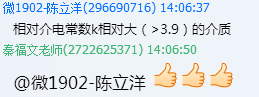 微1902-陈立洋(296690716) 14:06:37
相对介电常数k相对大（>3.9）的介质
秦福文老师(2722625371) 14:06:50
@微1902-陈立洋 👍👍👍